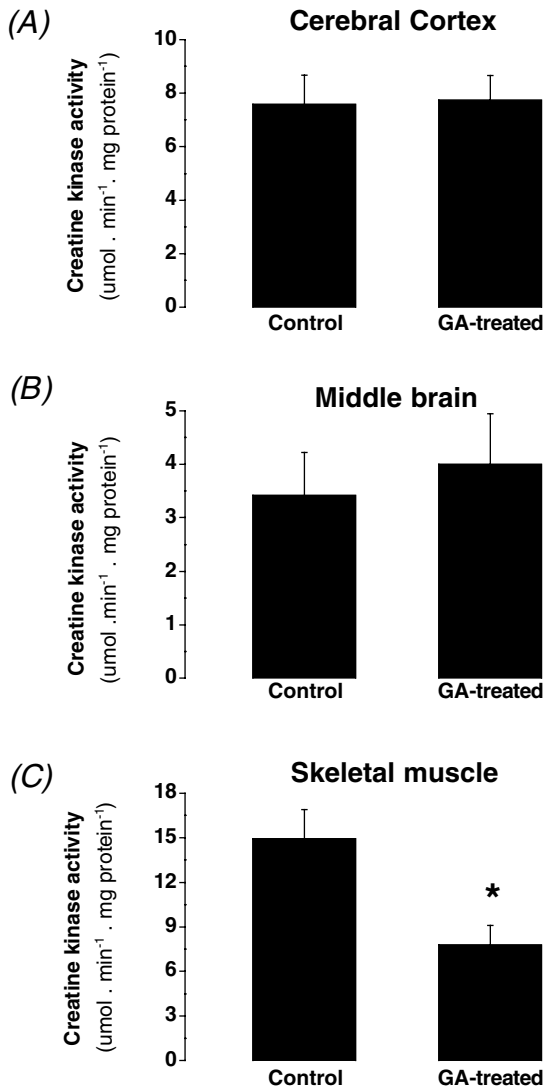 (A)
Cerebral Cortex
Creatine kinase activity
(umol . min⁻¹ . mg protein⁻¹)
10
8
6
4
2
0
Control GA-treated
(B)
Middle brain
Creatine kinase activity
(umol .min⁻¹ . mg protein⁻¹)
5
4
3
2
1
0
Control GA-treated
(C)
Skeletal muscle
Creatine kinase activity
(umol . min⁻¹ . mg protein⁻¹)
18
15
12
9
6
3
0
*
Control GA-treated